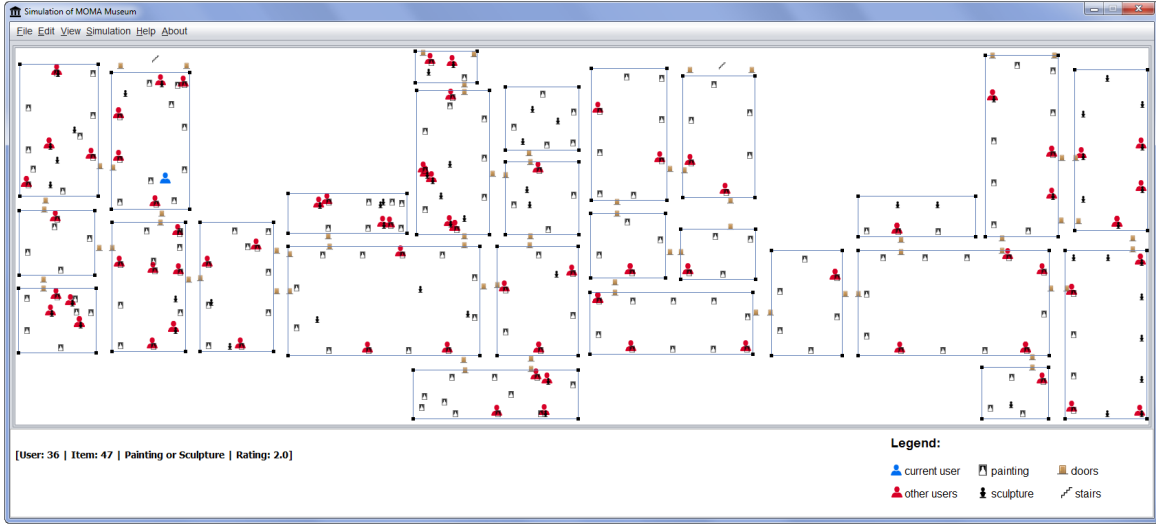 Simulation of MOMA Museum
File Edit View Simulation Help About
[User: 36 | Item: 47 | Painting or Sculpture | Rating: 2.0]
Legend:
current user painting doors
other users sculpture stairs